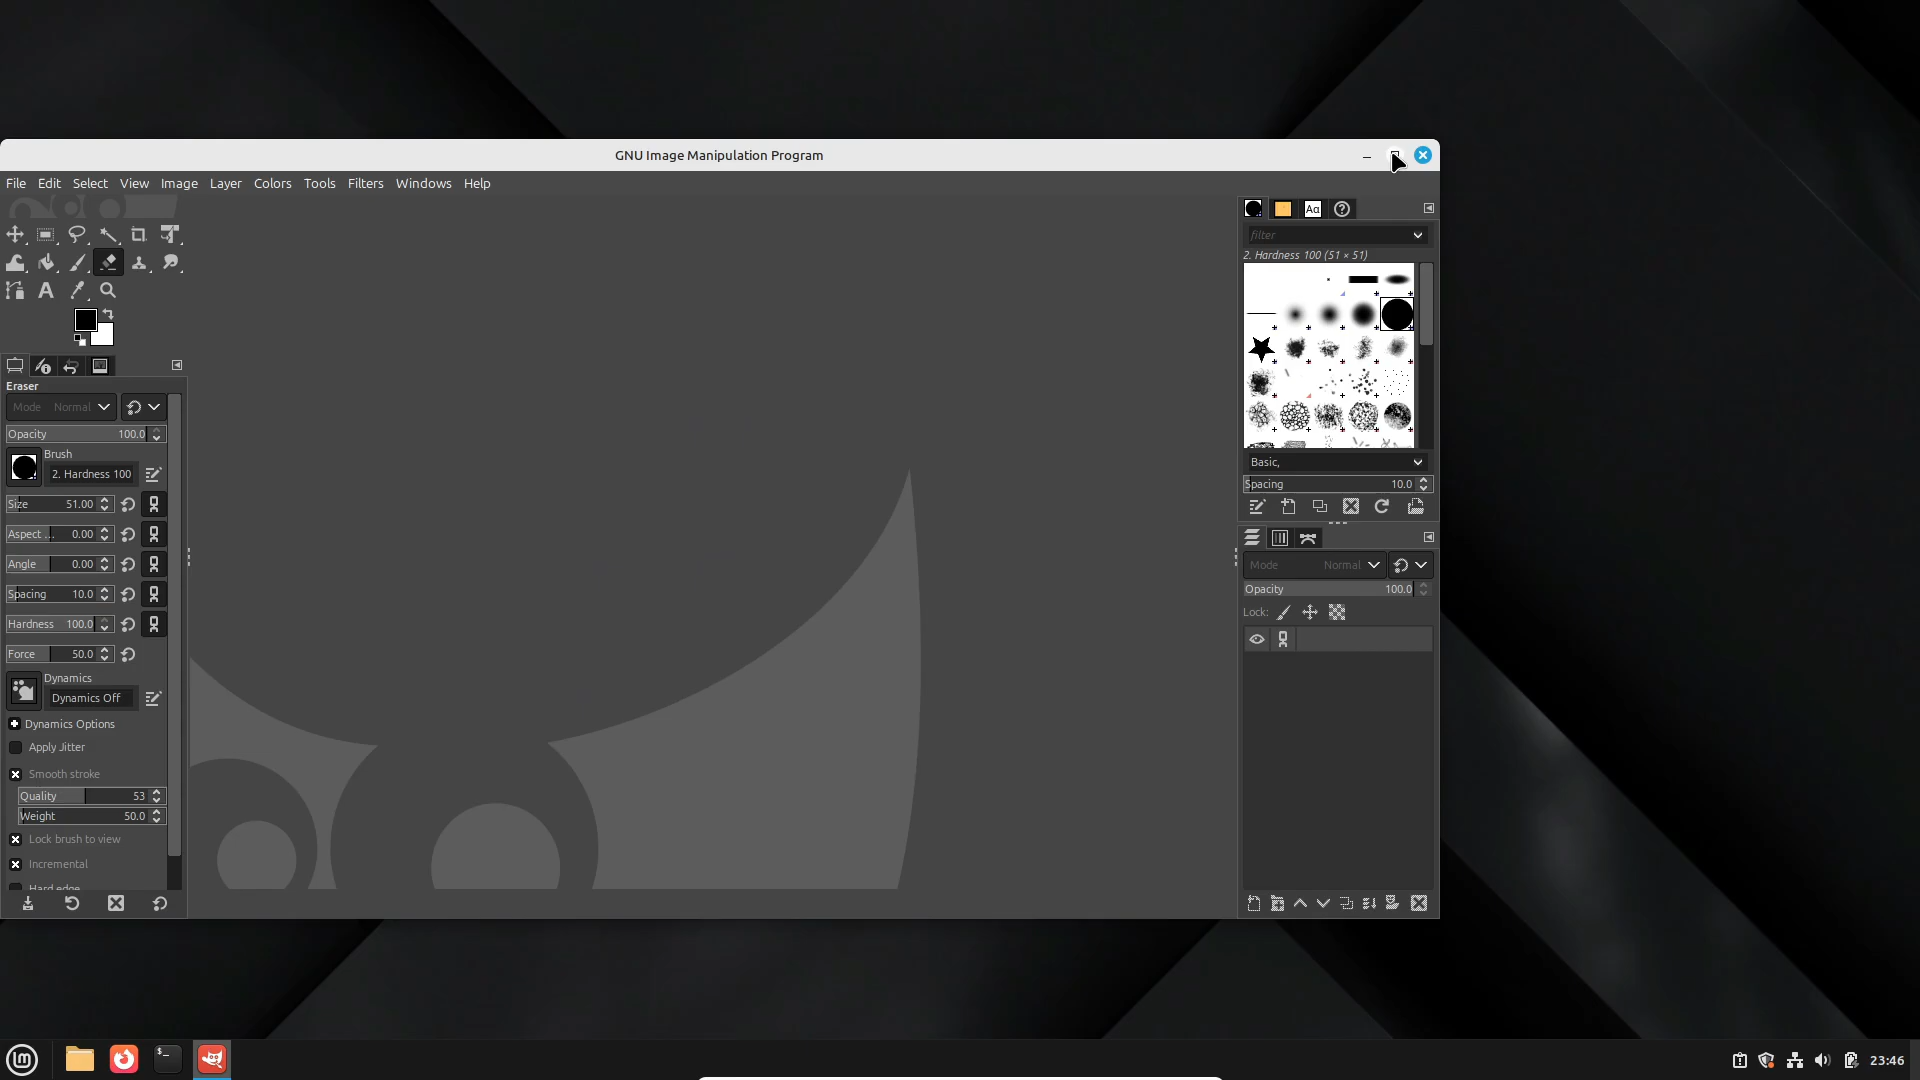 GNU Image Manipulation Program
File Edit Select View Image Layer Colors Tools Filters Windows Help
Aα
filter
2. Hardness 100 (51 × 51)
Basic,
Spacing 10.0
Mode Normal
Opacity 100.0
Lock:
Eraser
Mode Normal
Opacity 100.0
Brush
2. Hardness 100
Size 51.00
Aspect ... 0.00
Angle 0.00
Spacing 10.0
Hardness 100.0
Force 50.0
Dynamics
Dynamics Off
Dynamics Options
Apply Jitter
Smooth stroke
Quality 53
Weight 50.0
Lock brush to view
Incremental
Hard edge
23:46